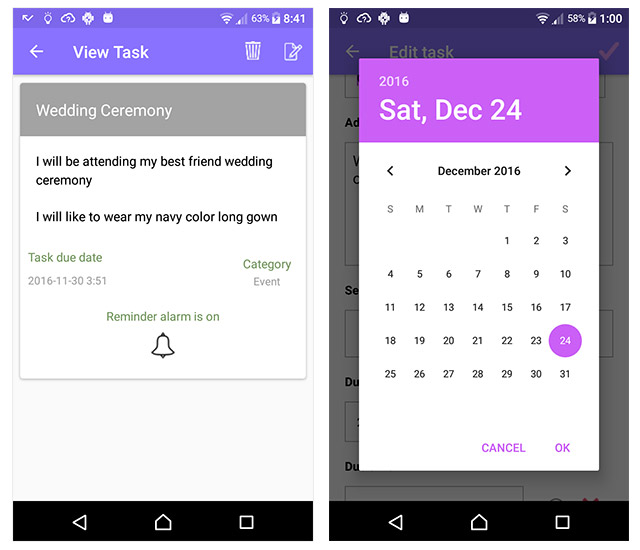 63% 8:41
View Task
Wedding Ceremony
I will be attending my best friend wedding
ceremony
I will like to wear my navy color long gown
Task due date
2016-11-30 3:51
Category
Event
Reminder alarm is on
58% 1:00
Edit task
2016
Sat, Dec 24
December 2016
S M T W T F S
1 2 3
4 5 6 7 8 9 10
11 12 13 14 15 16 17
18 19 20 21 22 23 24
25 26 27 28 29 30 31
CANCEL OK
Ad
Se
Du
Du